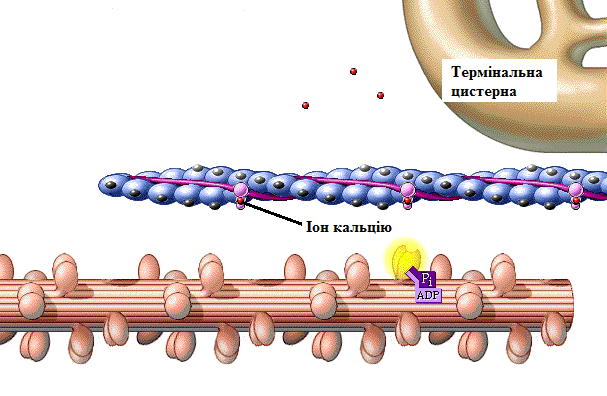 Термінальна
цистерна
Іон кальцію
Pi
ADP